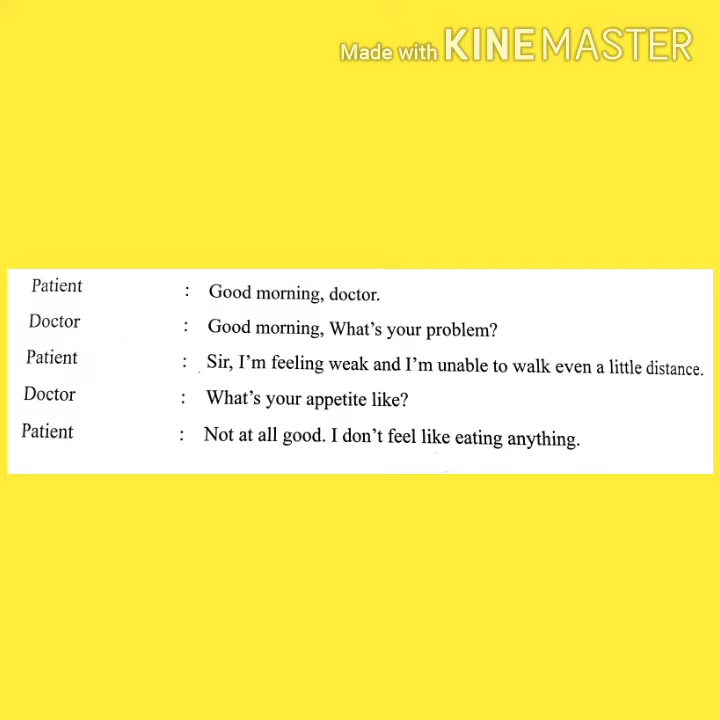 Made with KINEMASTER
Patient : Good morning, doctor.
Doctor : Good morning, What's your problem?
Patient : Sir, I'm feeling weak and I'm unable to walk even a little distance.
Doctor : What's your appetite like?
Patient : Not at all good. I don't feel like eating anything.